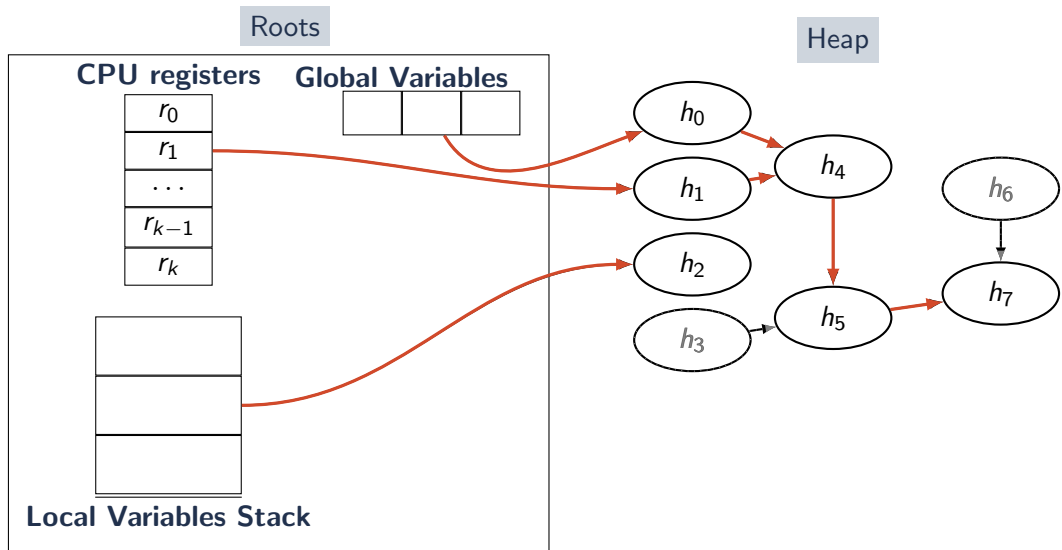 Roots
Heap
CPU registers
Global Variables
r₀
r₁
· · ·
rₖ₋₁
rₖ
Local Variables Stack
h₀
h₁
h₂
h₃
h₄
h₅
h₆
h₇